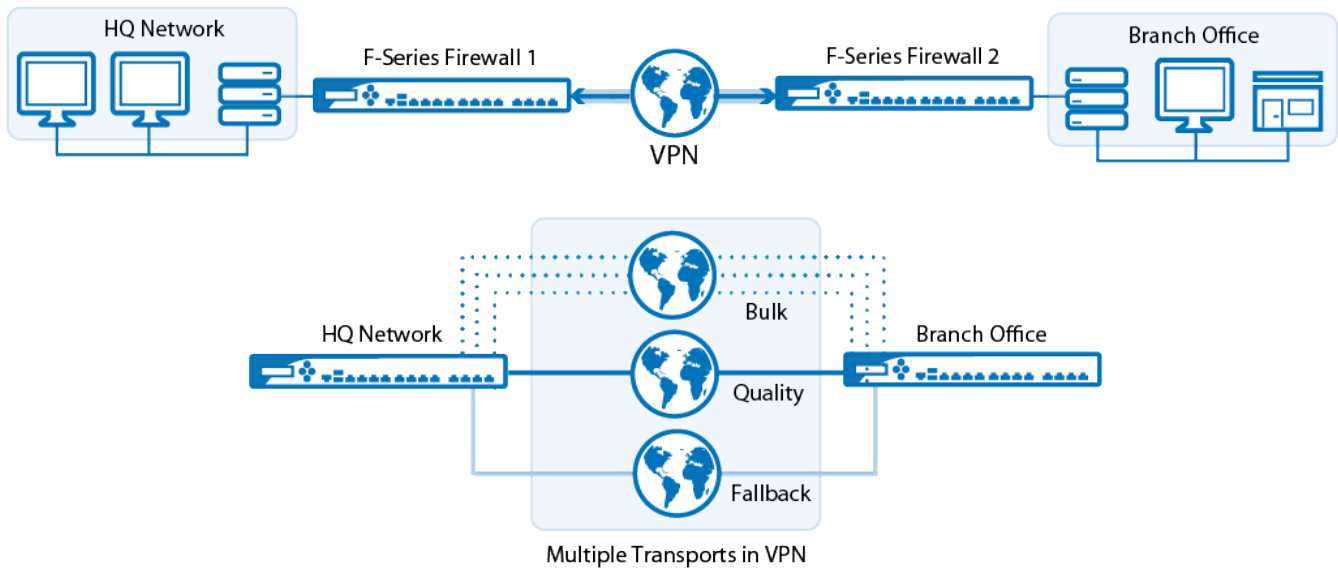 HQ Network
F-Series Firewall 1
F-Series Firewall 2
Branch Office
VPN
Bulk
HQ Network
Branch Office
Quality
Fallback
Multiple Transports in VPN